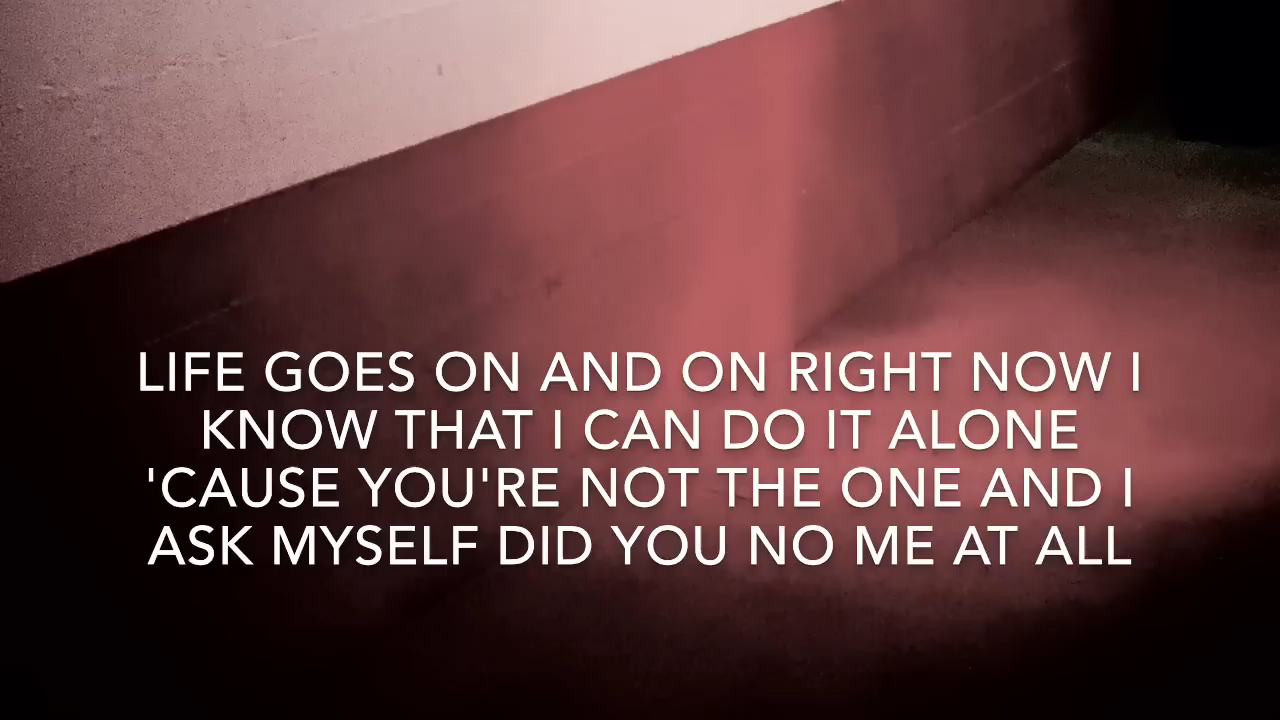 LIFE GOES ON AND ON RIGHT NOW I
KNOW THAT I CAN DO IT ALONE
'CAUSE YOU'RE NOT THE ONE AND I
ASK MYSELF DID YOU NO ME AT ALL